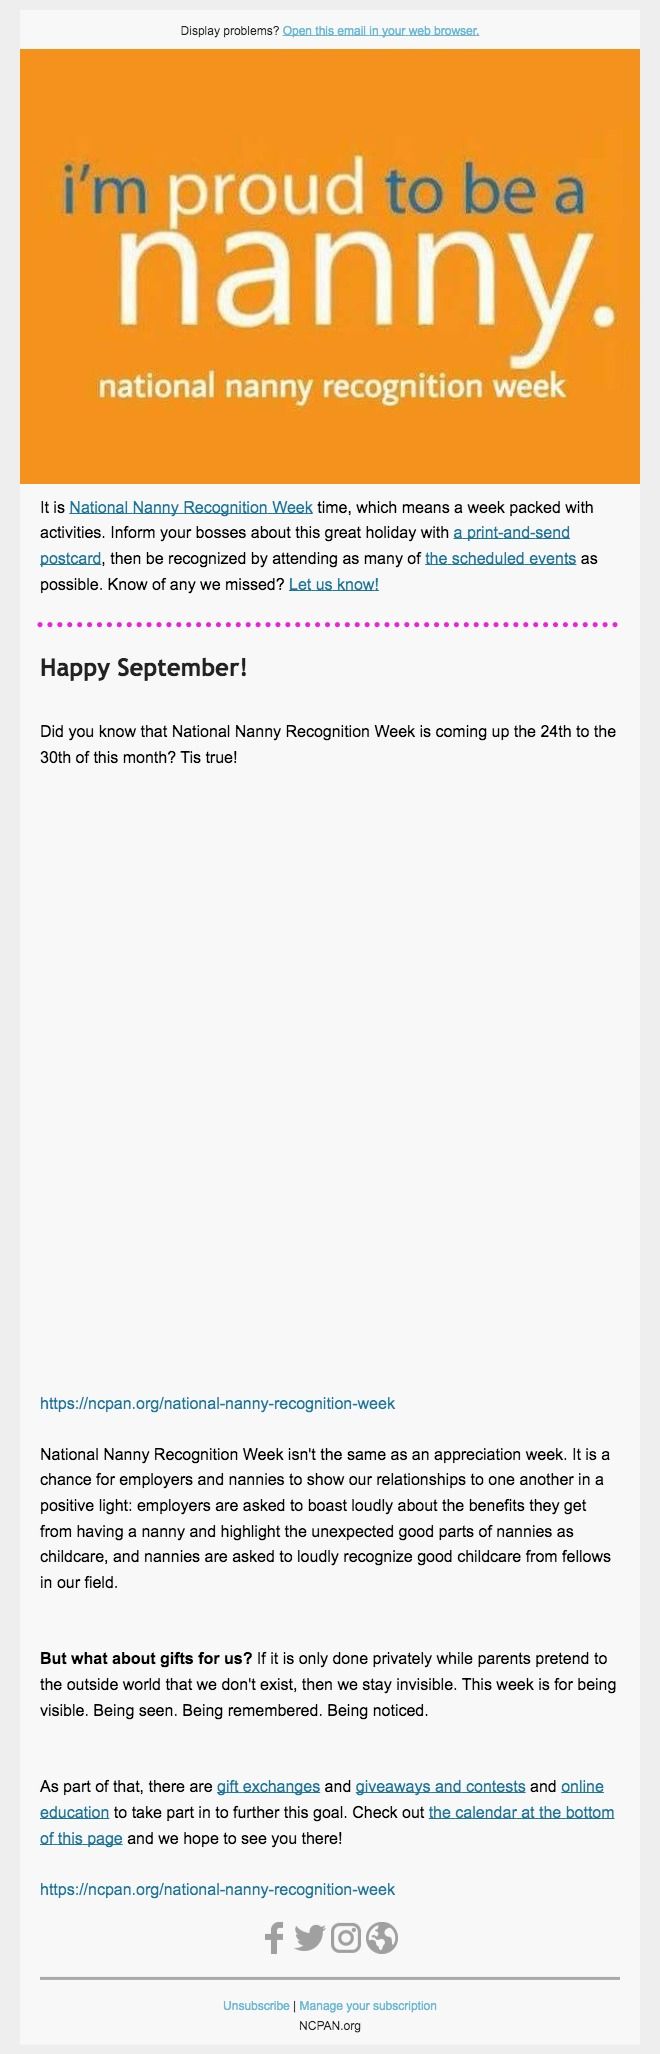 Display problems? Open this email in your web browser.
i'm proud to be a
nanny.
national nanny recognition week
It is National Nanny Recognition Week time, which means a week packed with
activities. Inform your bosses about this great holiday with a print-and-send
postcard, then be recognized by attending as many of the scheduled events as
possible. Know of any we missed? Let us know!
Happy September!
Did you know that National Nanny Recognition Week is coming up the 24th to the
30th of this month? Tis true!
https://ncpan.org/national-nanny-recognition-week
National Nanny Recognition Week isn't the same as an appreciation week. It is a
chance for employers and nannies to show our relationships to one another in a
positive light: employers are asked to boast loudly about the benefits they get
from having a nanny and highlight the unexpected good parts of nannies as
childcare, and nannies are asked to loudly recognize good childcare from fellows
in our field.
But what about gifts for us? If it is only done privately while parents pretend to
the outside world that we don't exist, then we stay invisible. This week is for being
visible. Being seen. Being remembered. Being noticed.
As part of that, there are gift exchanges and giveaways and contests and online
education to take part in to further this goal. Check out the calendar at the bottom
of this page and we hope to see you there!
https://ncpan.org/national-nanny-recognition-week
Unsubscribe | Manage your subscription
NCPAN.org